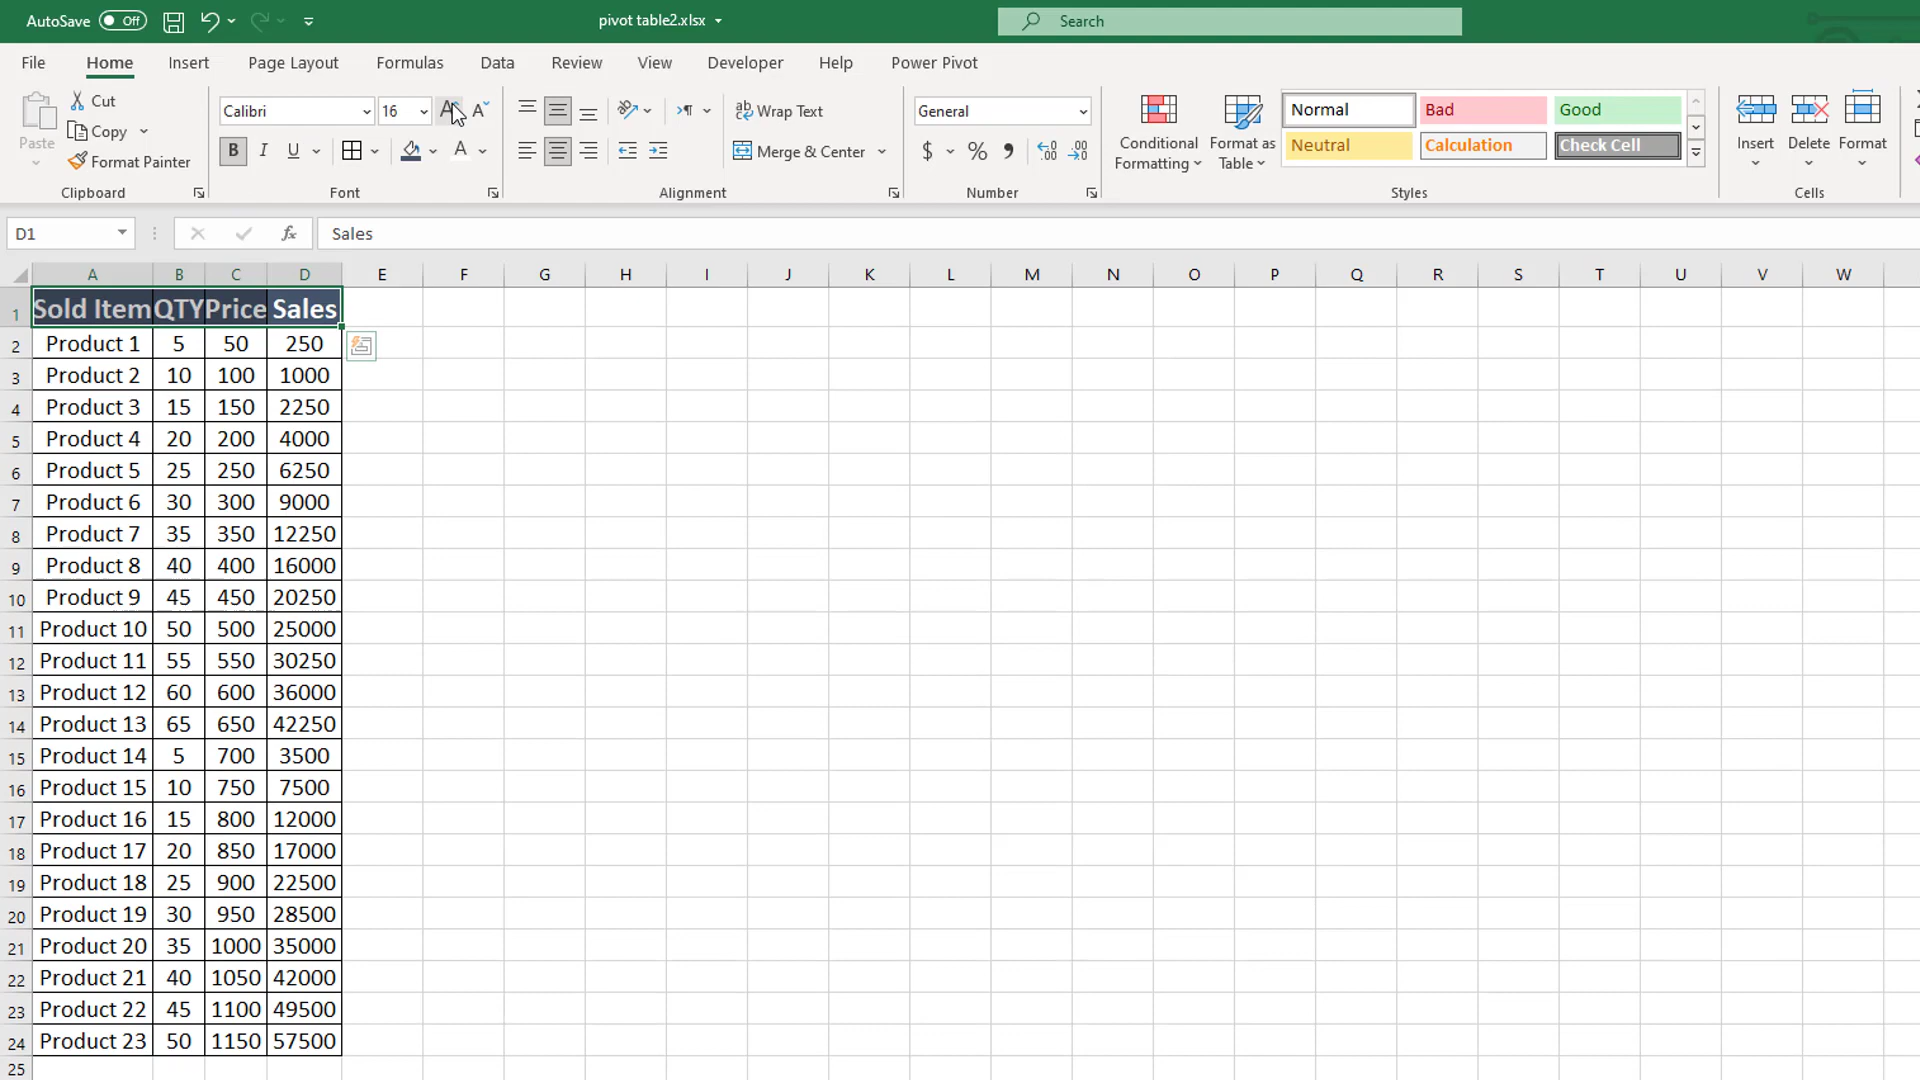 AutoSave Off pivot table2.xlsx Search
File Home Insert Page Layout Formulas Data Review View Developer Help Power Pivot
Paste Cut
Copy
Format Painter
Clipboard
Calibri 16
B I U A
Font
Wrap Text
Merge & Center
Alignment
General
$ % ,
Number
Conditional Formatting
Format as Table
Normal Bad Good
Neutral Calculation Check Cell
Styles
Insert Delete Format
Cells
D1 fx Sales
A B C D E F G H I J K L M N O P Q R S T U V W
1 Sold Item QTY Price Sales
2 Product 1 5 50 250
3 Product 2 10 100 1000
4 Product 3 15 150 2250
5 Product 4 20 200 4000
6 Product 5 25 250 6250
7 Product 6 30 300 9000
8 Product 7 35 350 12250
9 Product 8 40 400 16000
10 Product 9 45 450 20250
11 Product 10 50 500 25000
12 Product 11 55 550 30250
13 Product 12 60 600 36000
14 Product 13 65 650 42250
15 Product 14 5 700 3500
16 Product 15 10 750 7500
17 Product 16 15 800 12000
18 Product 17 20 850 17000
19 Product 18 25 900 22500
20 Product 19 30 950 28500
21 Product 20 35 1000 35000
22 Product 21 40 1050 42000
23 Product 22 45 1100 49500
24 Product 23 50 1150 57500
25